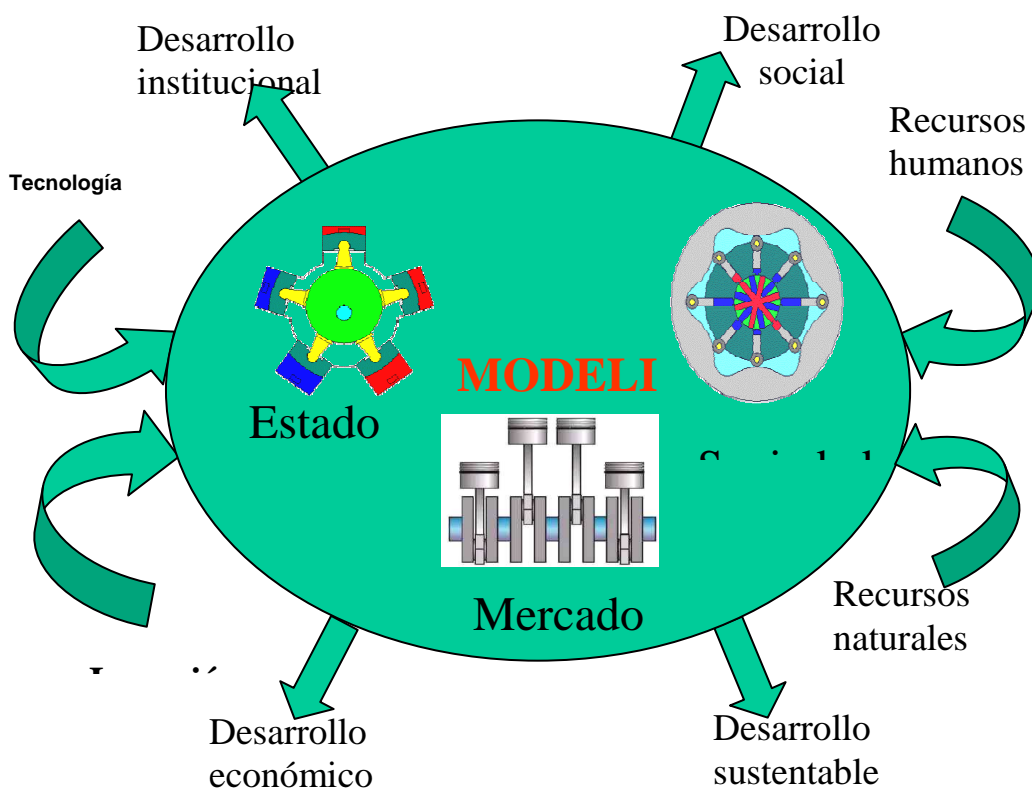 Desarrollo
institucional
Desarrollo
social
Recursos
humanos
Tecnología
MODELI
Estado
Mercado
Recursos
naturales
Desarrollo
económico
Desarrollo
sustentable